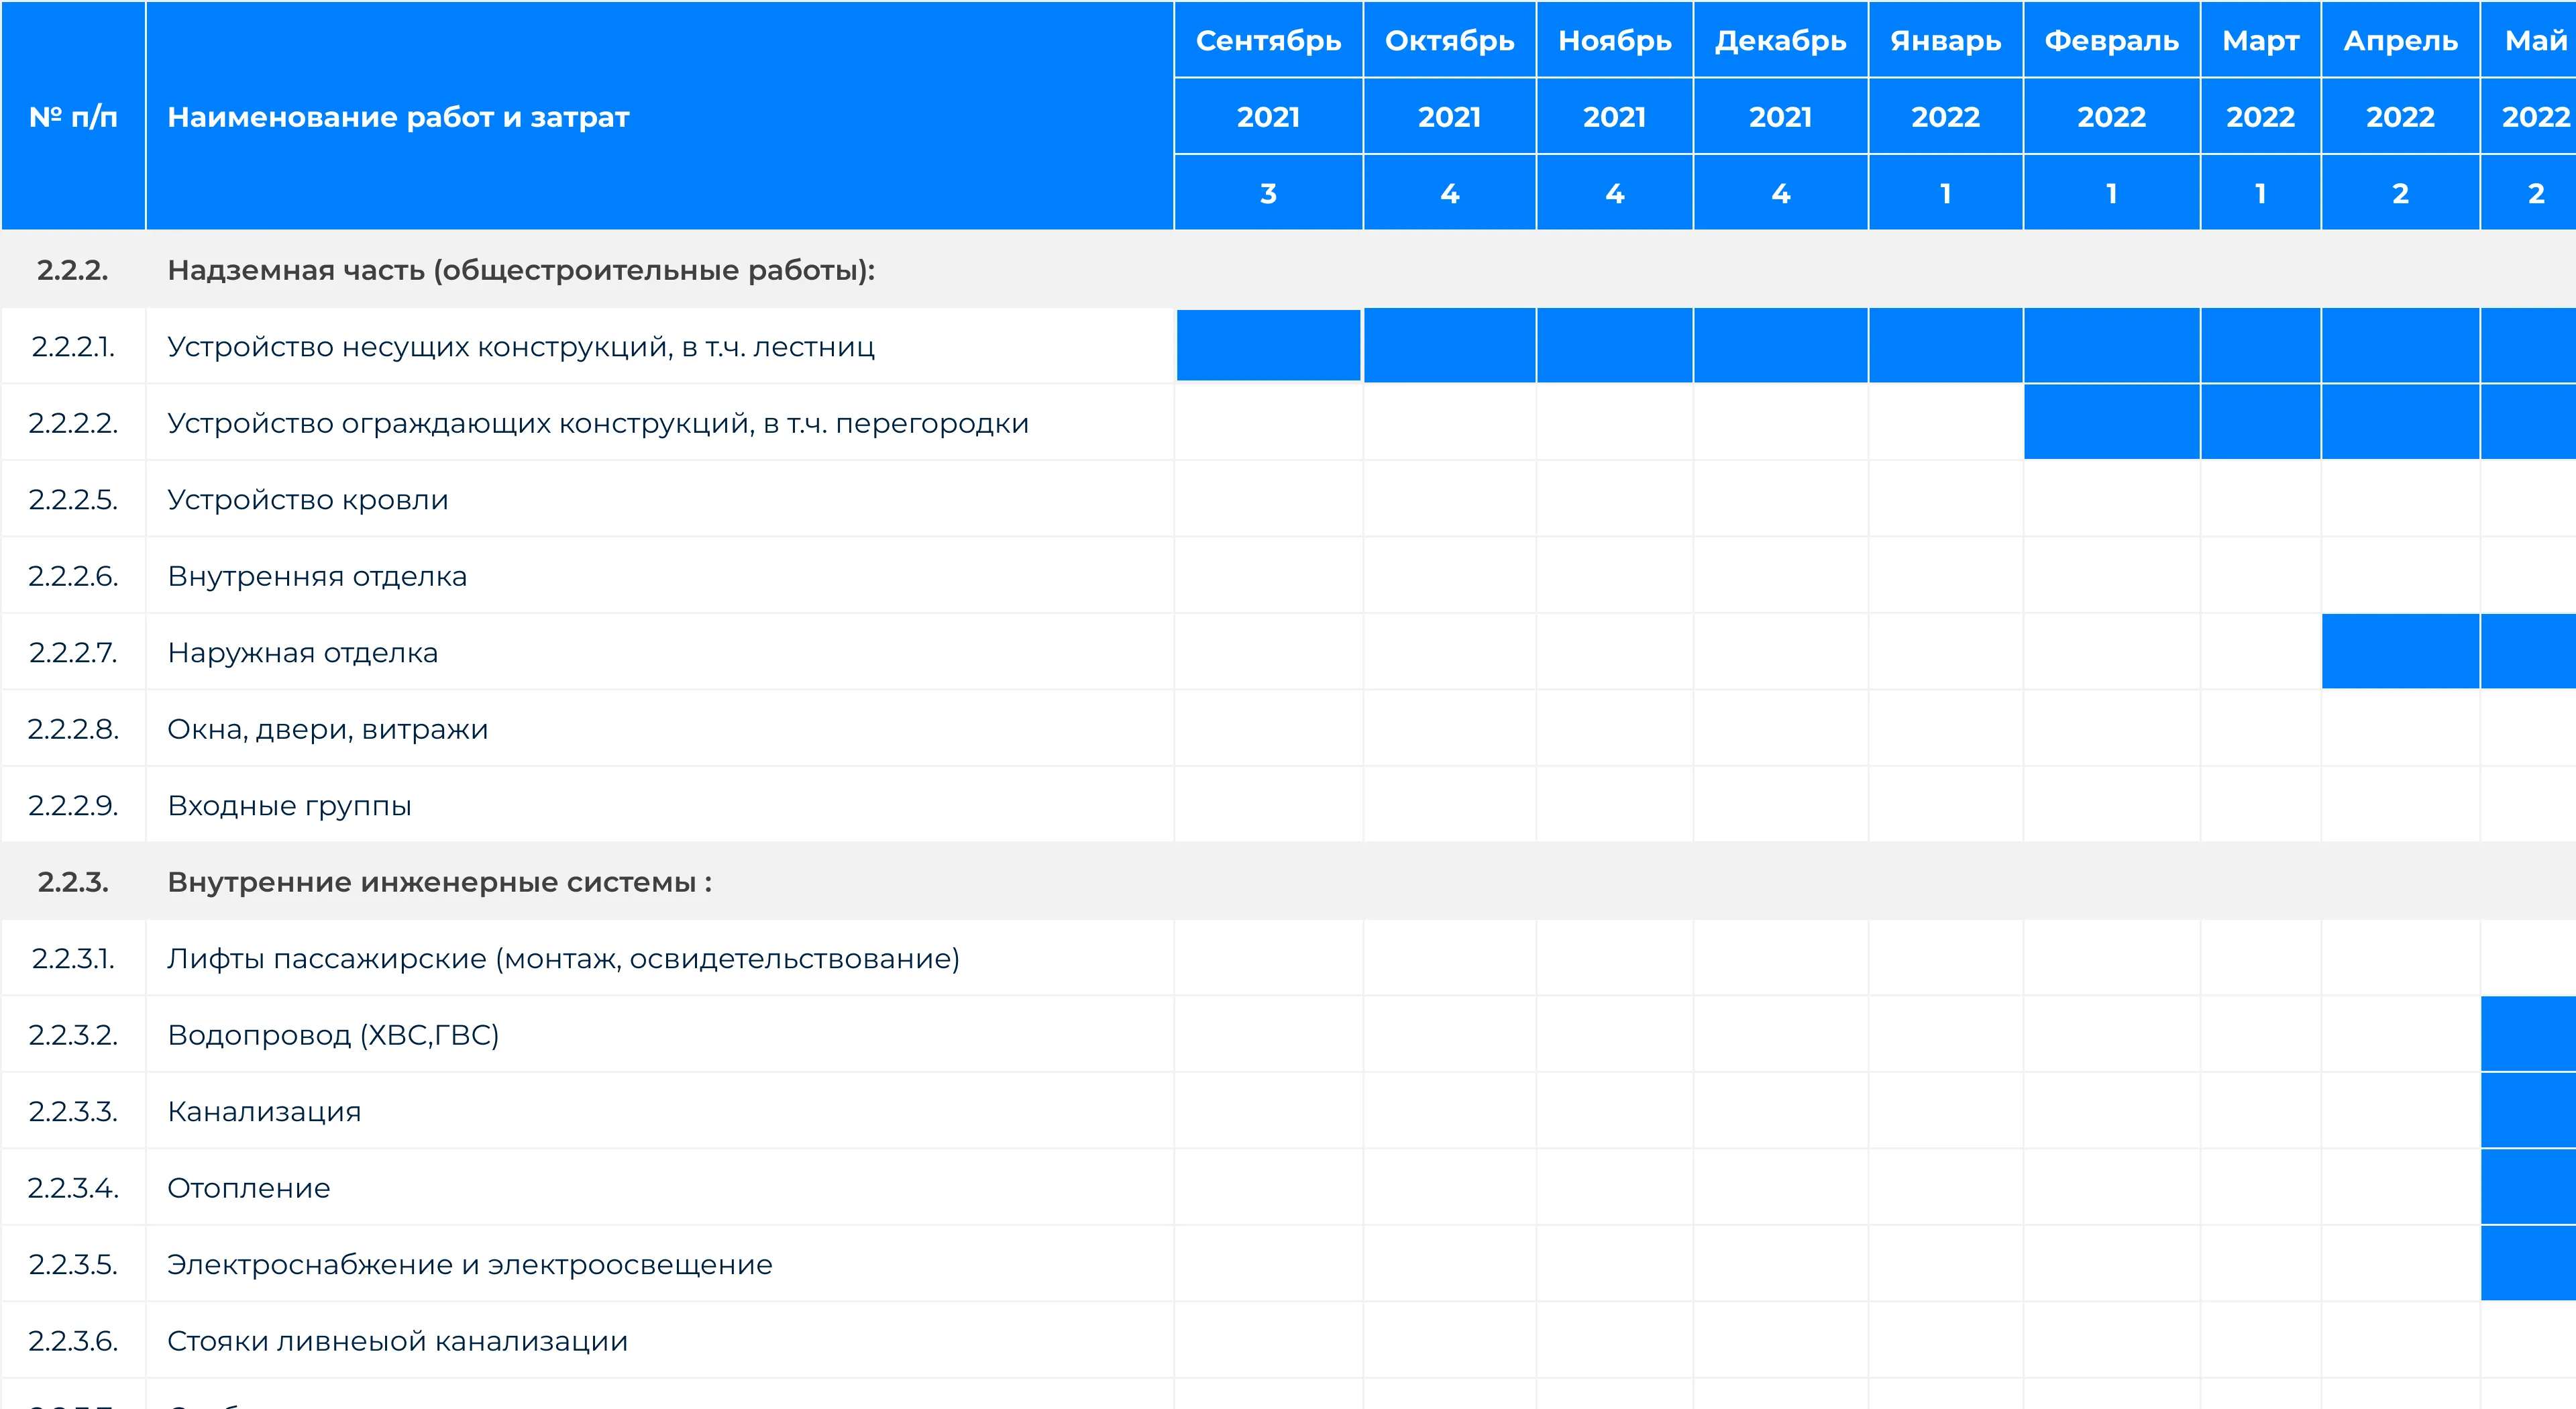 № п/п Наименование работ и затрат Сентябрь Октябрь Ноябрь Декабрь Январь Февраль Март Апрель Май
2021 2021 2021 2021 2022 2022 2022 2022 2022
3 4 4 4 1 1 1 2 2
2.2.2. Надземная часть (общестроительные работы):
2.2.2.1. Устройство несущих конструкций, в т.ч. лестниц
2.2.2.2. Устройство ограждающих конструкций, в т.ч. перегородки
2.2.2.5. Устройство кровли
2.2.2.6. Внутренняя отделка
2.2.2.7. Наружная отделка
2.2.2.8. Окна, двери, витражи
2.2.2.9. Входные группы
2.2.3. Внутренние инженерные системы :
2.2.3.1. Лифты пассажирские (монтаж, освидетельствование)
2.2.3.2. Водопровод (ХВС,ГВС)
2.2.3.3. Канализация
2.2.3.4. Отопление
2.2.3.5. Электроснабжение и электроосвещение
2.2.3.6. Стояки ливнеыой канализации